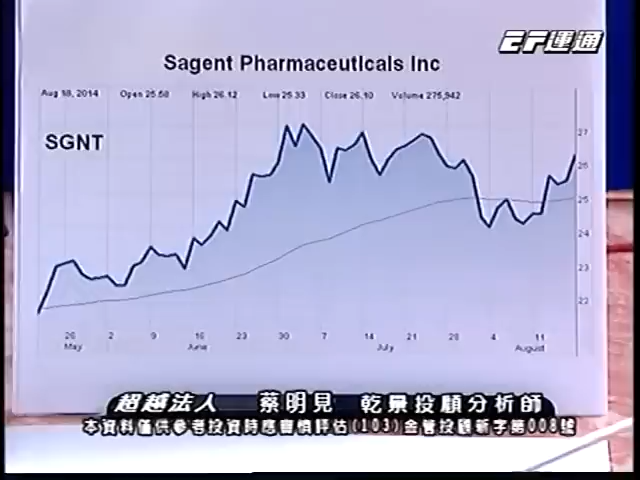 EF運通
Sagent Pharmaceuticals Inc
Aug 18, 2014 Open 25.58 High 26.12 Low 25.33 Close 26.10 Volume 275,942
SGNT
27
26
25
24
23
22
26 2 9 16 23 30 7 14 21 28 4 11
May June July August
超越法人 蔡明見 乾景投顧分析師
本資料僅供參考投資時應審慎評估(103)金管投顧新字第008號